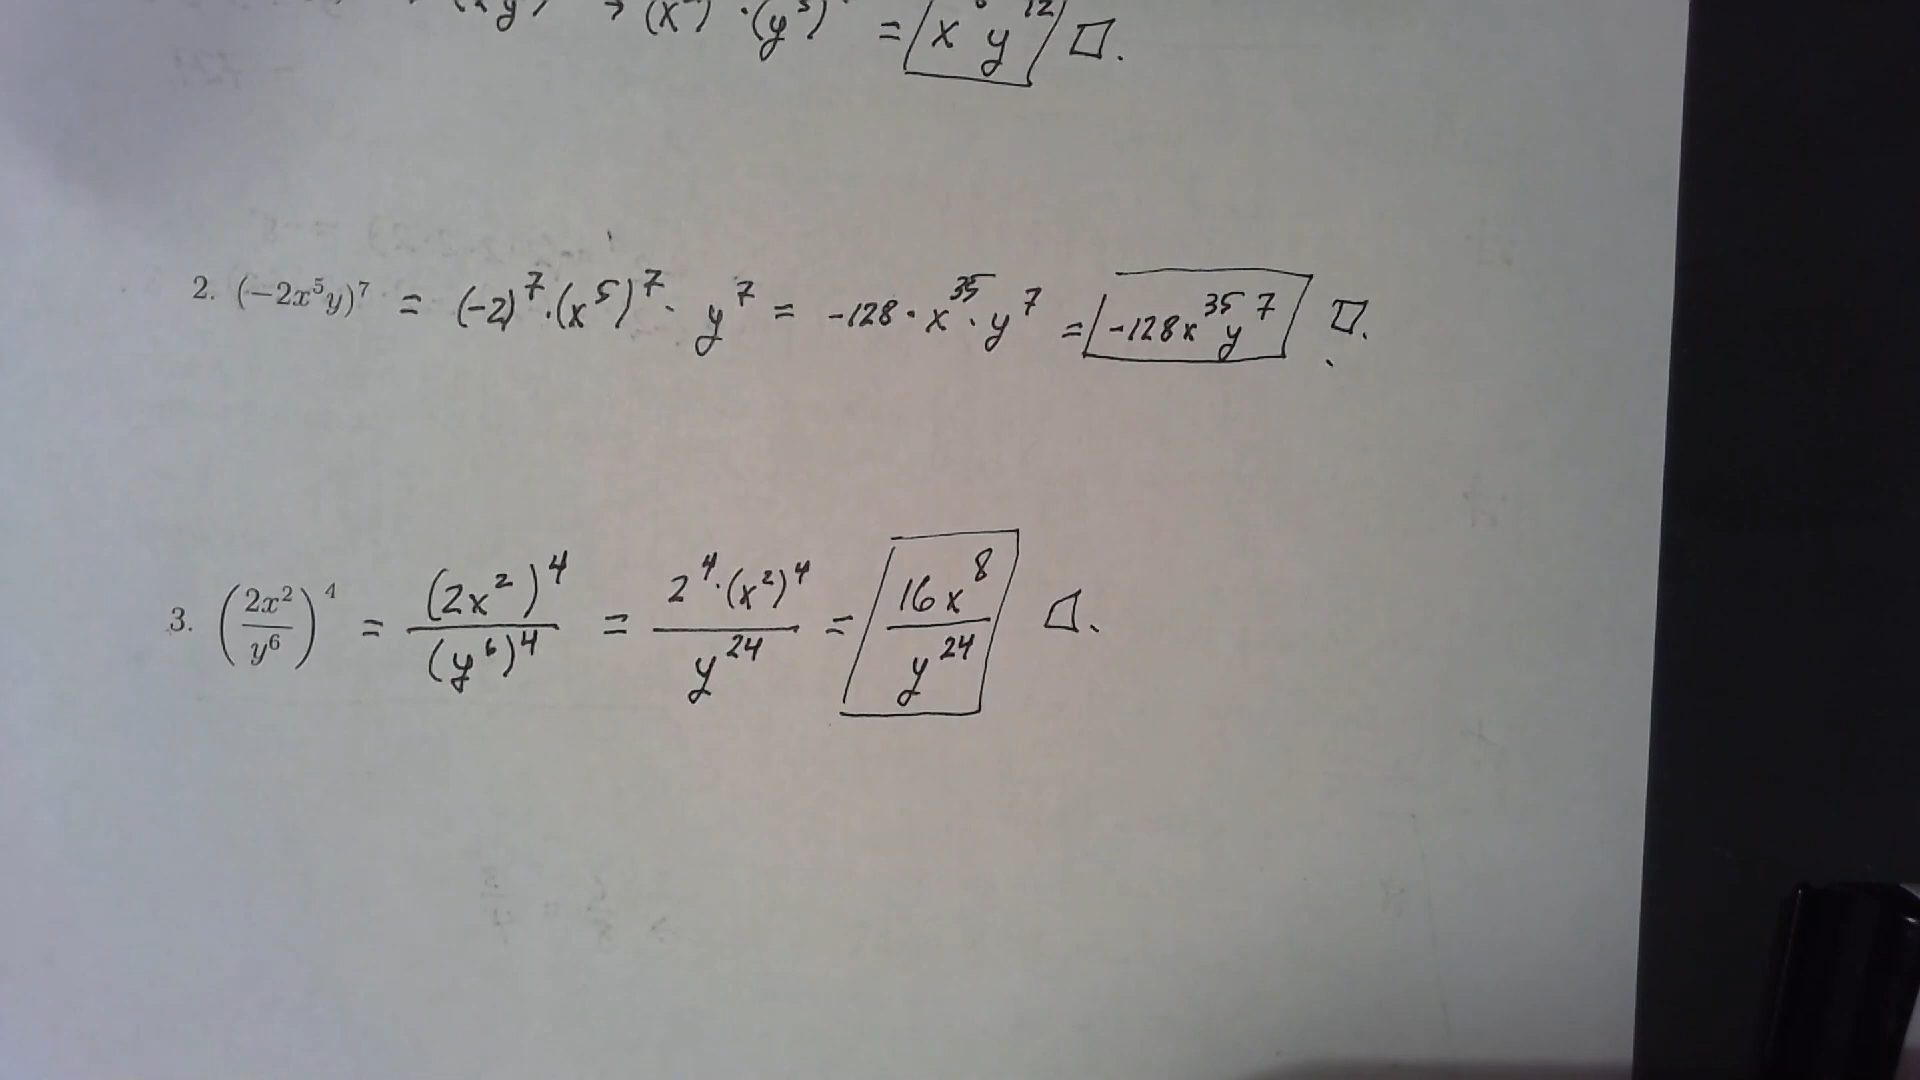 = x y¹² □.
2. (−2x⁵y)⁷ = (-2)⁷·(x⁵)⁷· y⁷ = -128 · x³⁵ · y⁷ = -128x³⁵y⁷ □.
3. (2x²/y⁶)⁴ = (2x²)⁴/(y⁶)⁴ = 2⁴·(x²)⁴/y²⁴ = 16x⁸/y²⁴ □.